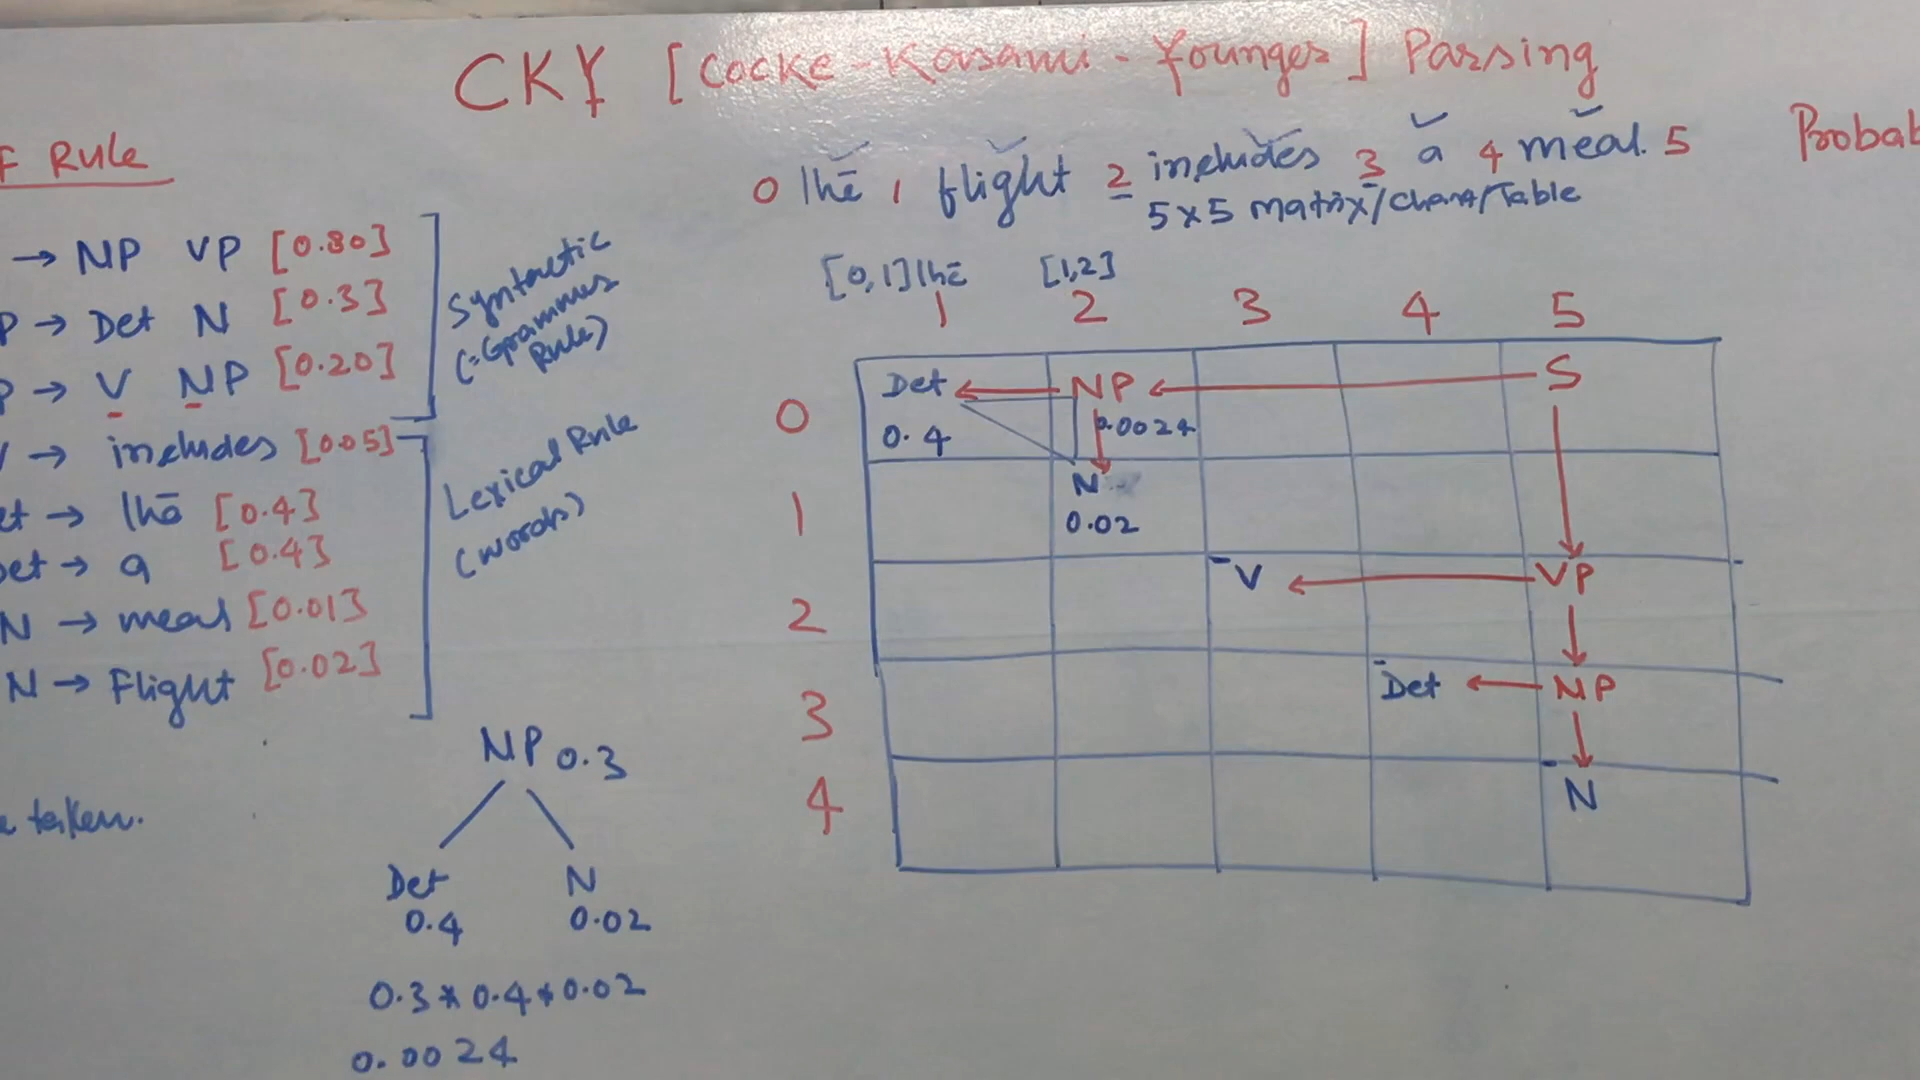 CKY [Cocke-Kasami-Younger] Parsing
F Rule
0 The 1 flight 2 includes 3 a 4 meal. 5
Probab
5x5 matrix/chart/Table
→ NP VP [0.80]
P → Det N [0.3]
P → V NP [0.20]
V → includes [0.05]
et → The [0.4]
Det → a [0.4]
N → meal [0.01]
N → Flight [0.02]
Syntactic
(Grammar
Rule)
Lexical Rule
(words)
taken.
NP 0.3
Det N
0.4 0.02
0.3*0.4*0.02
0.0024
[0,1] The [1,2]
1 2 3 4 5
0 Det NP S
0.4 0.0024
1 N
0.02
2 V VP
3 Det NP
4 N